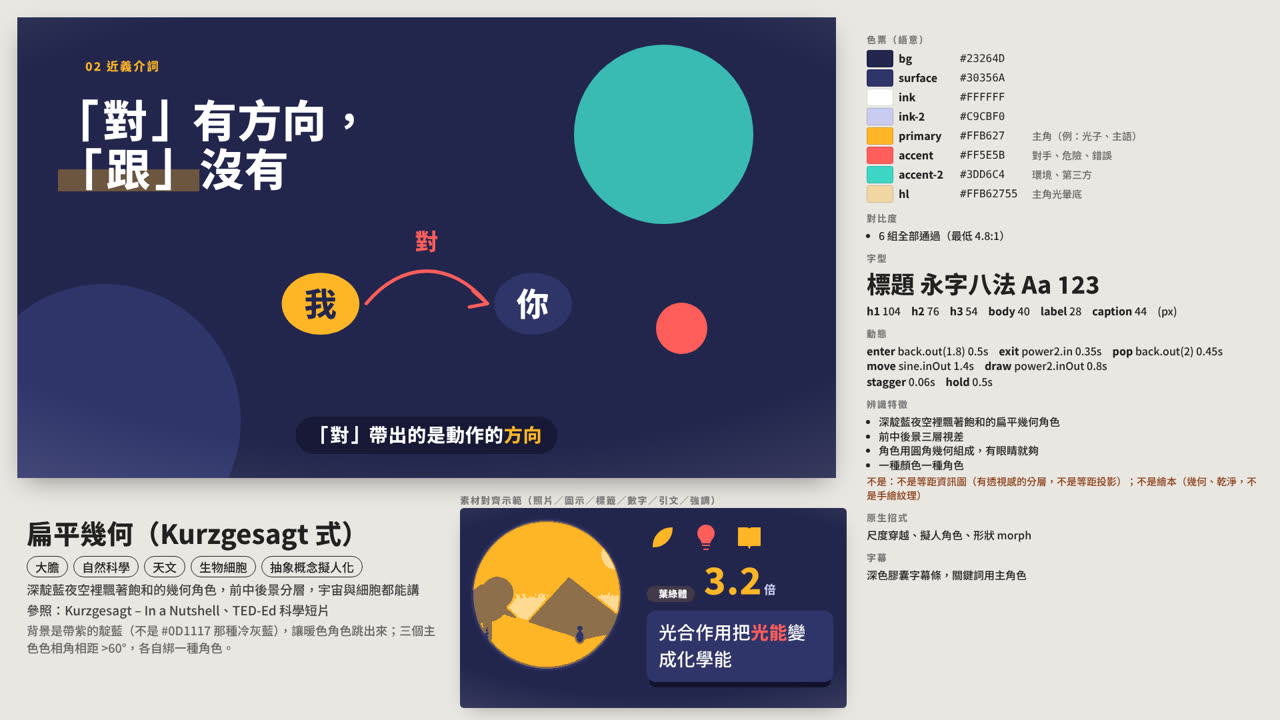 02 近義介詞
「對」有方向，
「跟」沒有
對
我
你
「對」帶出的是動作的方向
扁平幾何（Kurzgesagt 式）
大膽
自然科學
天文
生物細胞
抽象概念擬人化
深靛藍夜空裡飄著飽和的幾何角色，前中後景分層，宇宙與細胞都能講
參照：Kurzgesagt – In a Nutshell、TED-Ed 科學短片
背景是帶紫的靛藍（不是 #0D1117 那種冷灰藍），讓暖色角色跳出來；三個主
色色相角相距 >60°，各自綁一種角色。
素材對齊示範（照片／圖示／標籤／數字／引文／強調）
葉綠體
3.2倍
光合作用把光能變
成化學能
色票（語意）
bg #23264D
surface #30356A
ink #FFFFFF
ink-2 #C9CBF0
primary #FFB627 主角（例：光子、主語）
accent #FF5E5B 對手、危險、錯誤
accent-2 #3DD6C4 環境、第三方
hl #FFB62755 主角光暈底
對比度
6 組全部通過（最低 4.8:1）
字型
標題 永字八法 Aa 123
h1 104 h2 76 h3 54 body 40 label 28 caption 44 (px)
動態
enter back.out(1.8) 0.5s exit power2.in 0.35s pop back.out(2) 0.45s
move sine.inOut 1.4s draw power2.inOut 0.8s
stagger 0.06s hold 0.5s
辨識特徵
深靛藍夜空裡飄著飽和的扁平幾何角色
前中後景三層視差
角色用圓角幾何組成，有眼睛就夠
一種顏色一種角色
不是：不是等距資訊圖（有透視感的分層，不是等距投影）；不是繪本（幾何、乾淨，不
是手繪紋理）
原生招式
尺度穿越、擬人角色、形狀 morph
字幕
深色膠囊字幕條，關鍵詞用主角色